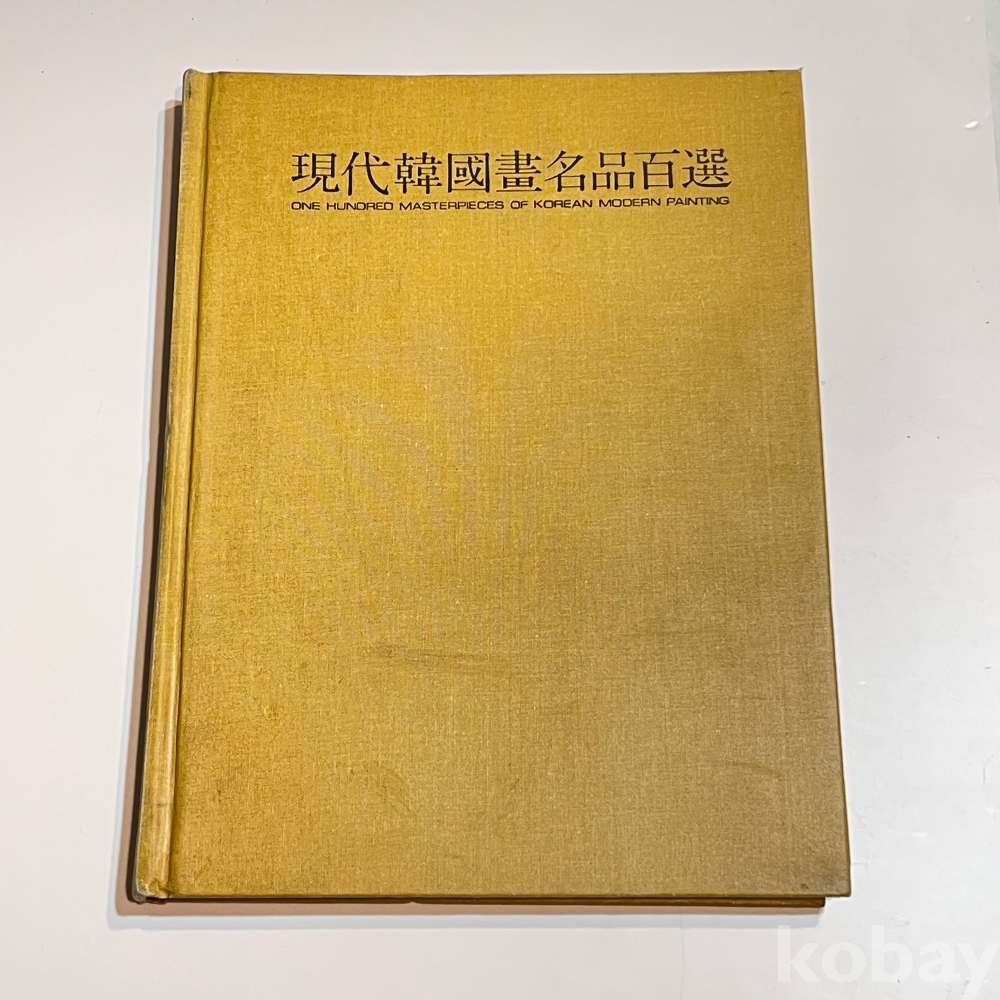 現代韓國畫名品百選
ONE HUNDRED MASTERPIECES OF KOREAN MODERN PAINTING
kobay